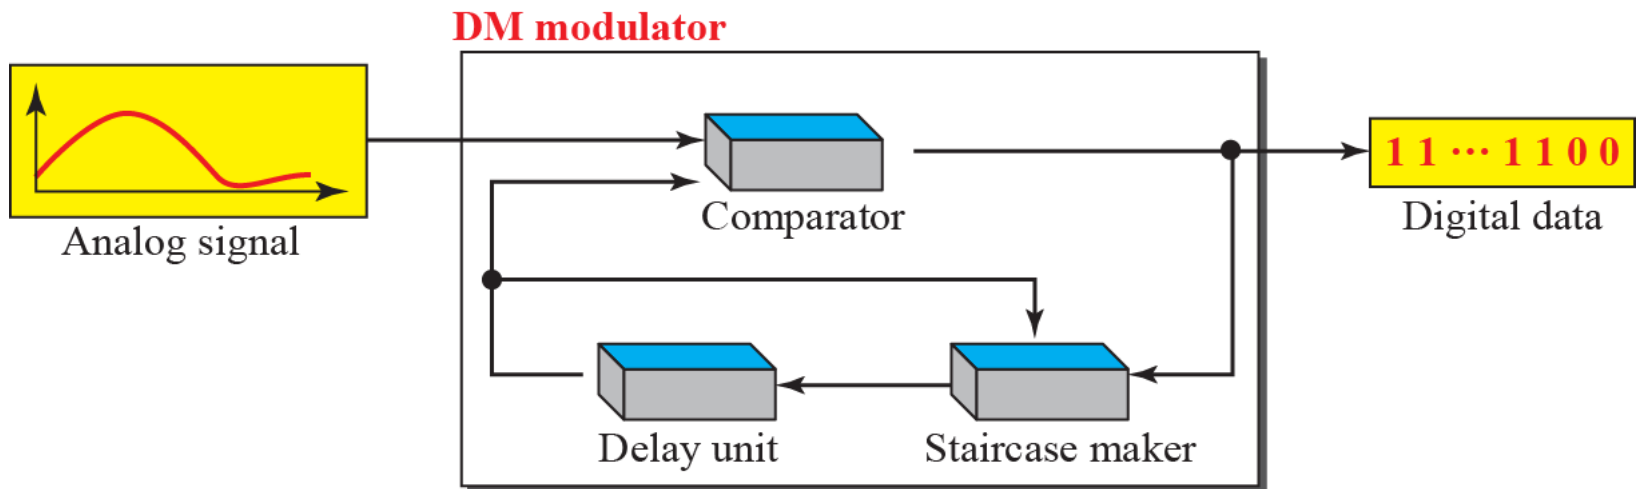 DM modulator
Analog signal
Comparator
1 1 ··· 1 1 0 0
Digital data
Delay unit
Staircase maker